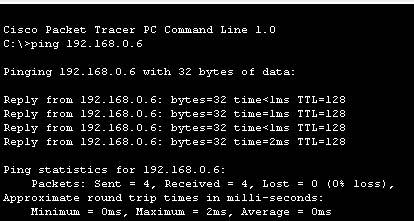 Cisco Packet Tracer PC Command Line 1.0
C:\>ping 192.168.0.6
Pinging 192.168.0.6 with 32 bytes of data:
Reply from 192.168.0.6: bytes=32 time<1ms TTL=128
Reply from 192.168.0.6: bytes=32 time=1ms TTL=128
Reply from 192.168.0.6: bytes=32 time<1ms TTL=128
Reply from 192.168.0.6: bytes=32 time=2ms TTL=128
Ping statistics for 192.168.0.6:
Packets: Sent = 4, Received = 4, Lost = 0 (0% loss),
Approximate round trip times in milli-seconds:
Minimum = 0ms, Maximum = 2ms, Average = 0ms